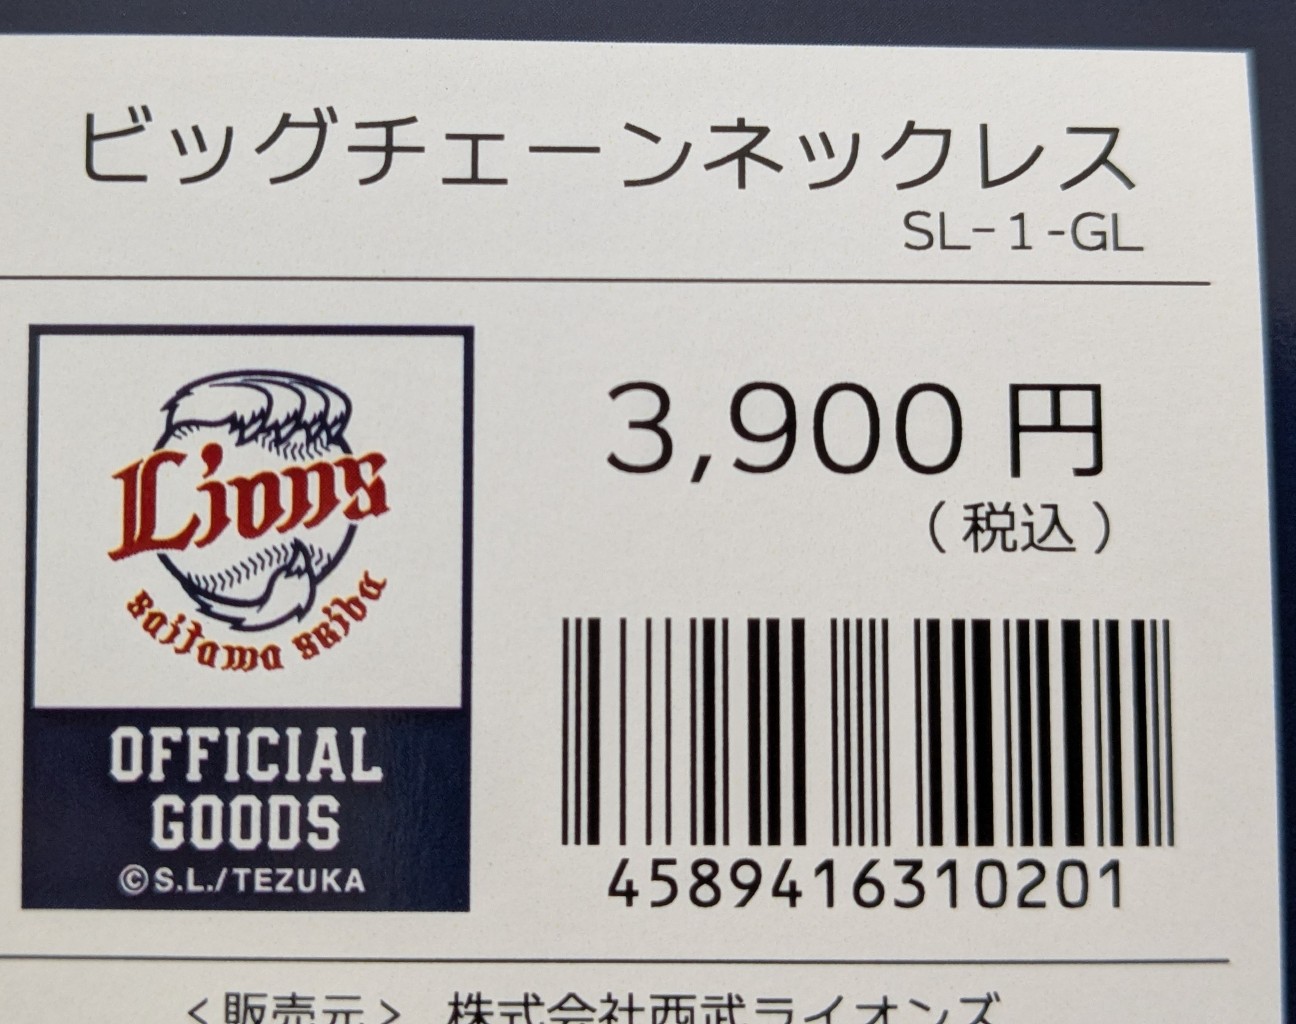 ビッグチェーンネックレス
SL-1-GL
Lions
Saitama Seibu
OFFICIAL
GOODS
©S.L./TEZUKA
3,900 円
（税込）
4589416310201
＜販売元＞ 株式会社西武ライオンズ